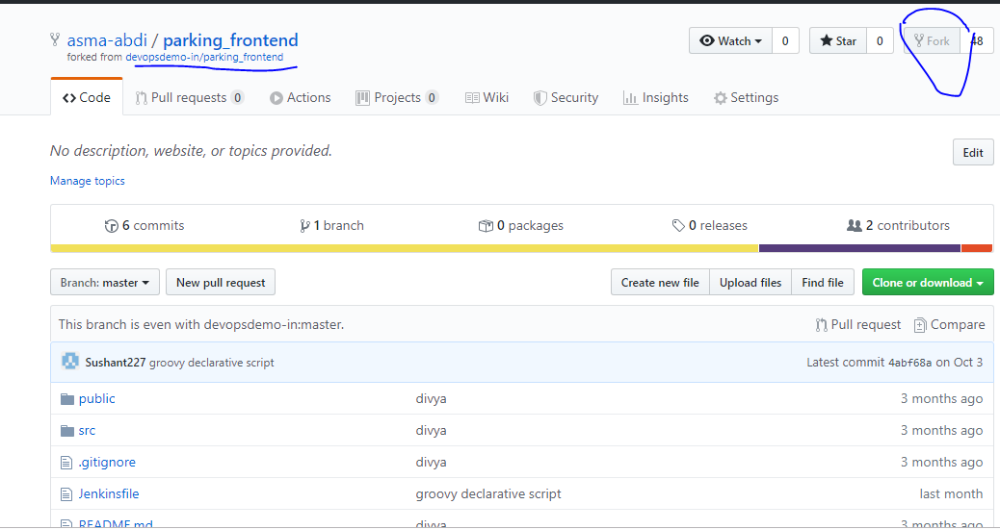 asma-abdi / parking_frontend
Watch 0 Star 0 Fork 48
forked from devopsdemo-in/parking_frontend
Code Pull requests 0 Actions Projects 0 Wiki Security Insights Settings
No description, website, or topics provided.
Edit
Manage topics
6 commits 1 branch 0 packages 0 releases 2 contributors
Branch: master New pull request Create new file Upload files Find file Clone or download
This branch is even with devopsdemo-in:master. Pull request Compare
Sushant227 groovy declarative script Latest commit 4abf68a on Oct 3
public divya 3 months ago
src divya 3 months ago
.gitignore divya 3 months ago
Jenkinsfile groovy declarative script last month
README.md divya 3 months ago